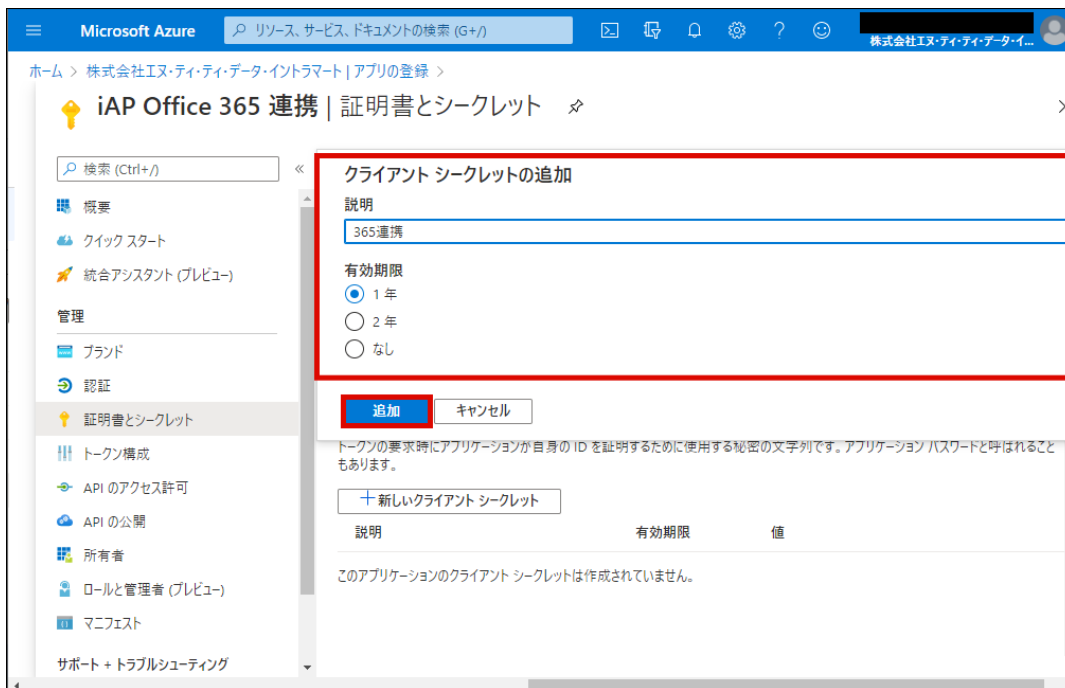 Microsoft Azure
リソース、サービス、ドキュメントの検索 (G+/)
株式会社エヌ・ティ・ティ・データ・イ...
ホーム > 株式会社エヌ・ティ・ティ・データ・イントラマート | アプリの登録 >
iAP Office 365 連携 | 証明書とシークレット
検索 (Ctrl+/)
概要
クイック スタート
統合アシスタント (プレビュー)
管理
ブランド
認証
証明書とシークレット
トークン構成
API のアクセス許可
API の公開
所有者
ロールと管理者 (プレビュー)
マニフェスト
サポート + トラブルシューティング
クライアント シークレットの追加
説明
365連携
有効期限
1 年
2 年
なし
追加
キャンセル
トークンの要求時にアプリケーションが自身の ID を証明するために使用する秘密の文字列です。アプリケーション パスワードと呼ばれること
もあります。
新しいクライアント シークレット
説明 有効期限 値
このアプリケーションのクライアント シークレットは作成されていません。